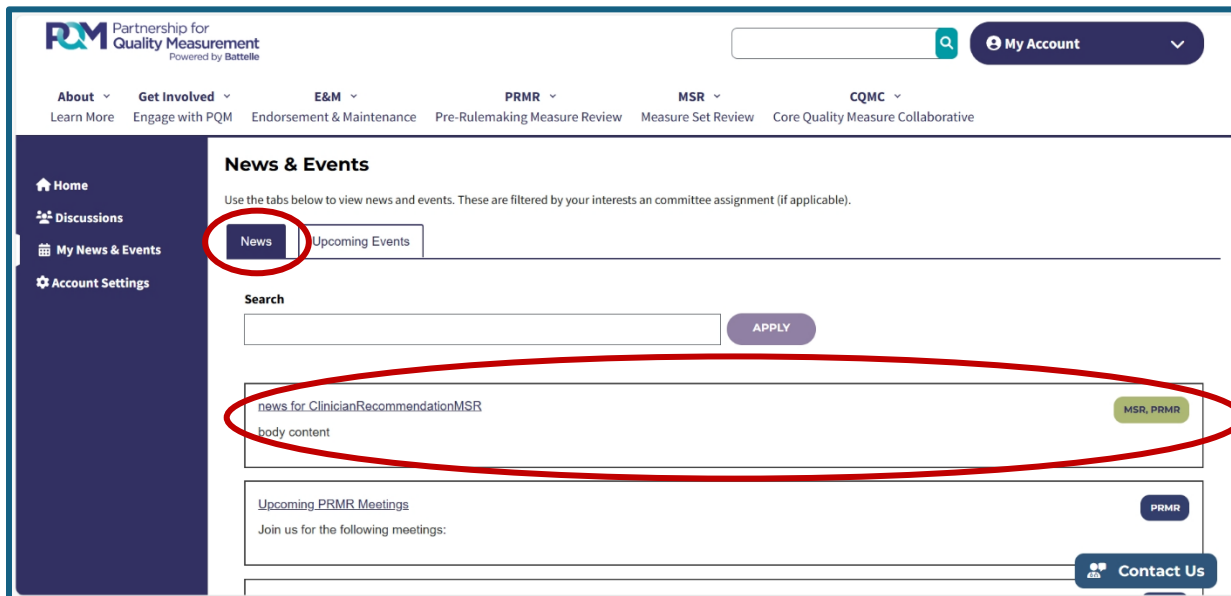 PQM Partnership for
Quality Measurement
Powered by Battelle
My Account
About Get Involved E&M PRMR MSR CQMC
Learn More Engage with PQM Endorsement & Maintenance Pre-Rulemaking Measure Review Measure Set Review Core Quality Measure Collaborative
Home
Discussions
My News & Events
Account Settings
News & Events
Use the tabs below to view news and events. These are filtered by your interests an committee assignment (if applicable).
News Upcoming Events
Search
APPLY
news for ClinicianRecommendationMSR
MSR, PRMR
body content
Upcoming PRMR Meetings
PRMR
Join us for the following meetings:
Contact Us